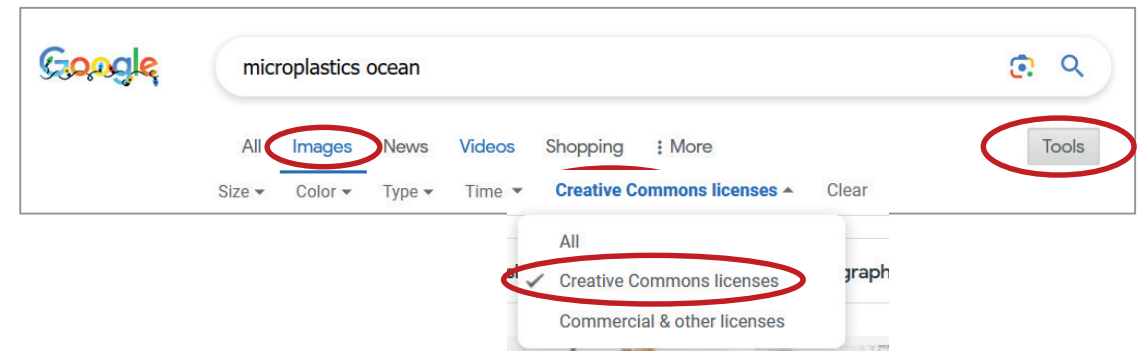 Google
microplastics ocean
All Images News Videos Shopping More Tools
Size Color Type Time Creative Commons licenses Clear
All
Creative Commons licenses
graph
Commercial & other licenses